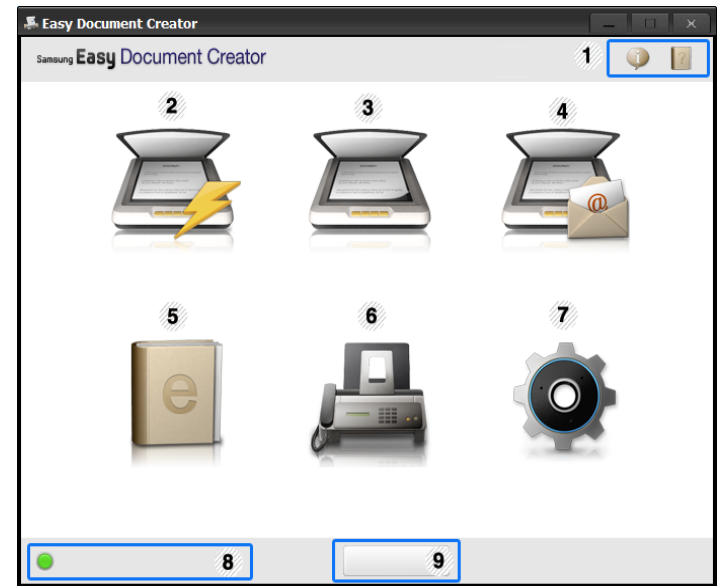 Easy Document Creator
Samsung Easy Document Creator
1
i ?
2 3 4
@
5 6 7
e
8 9